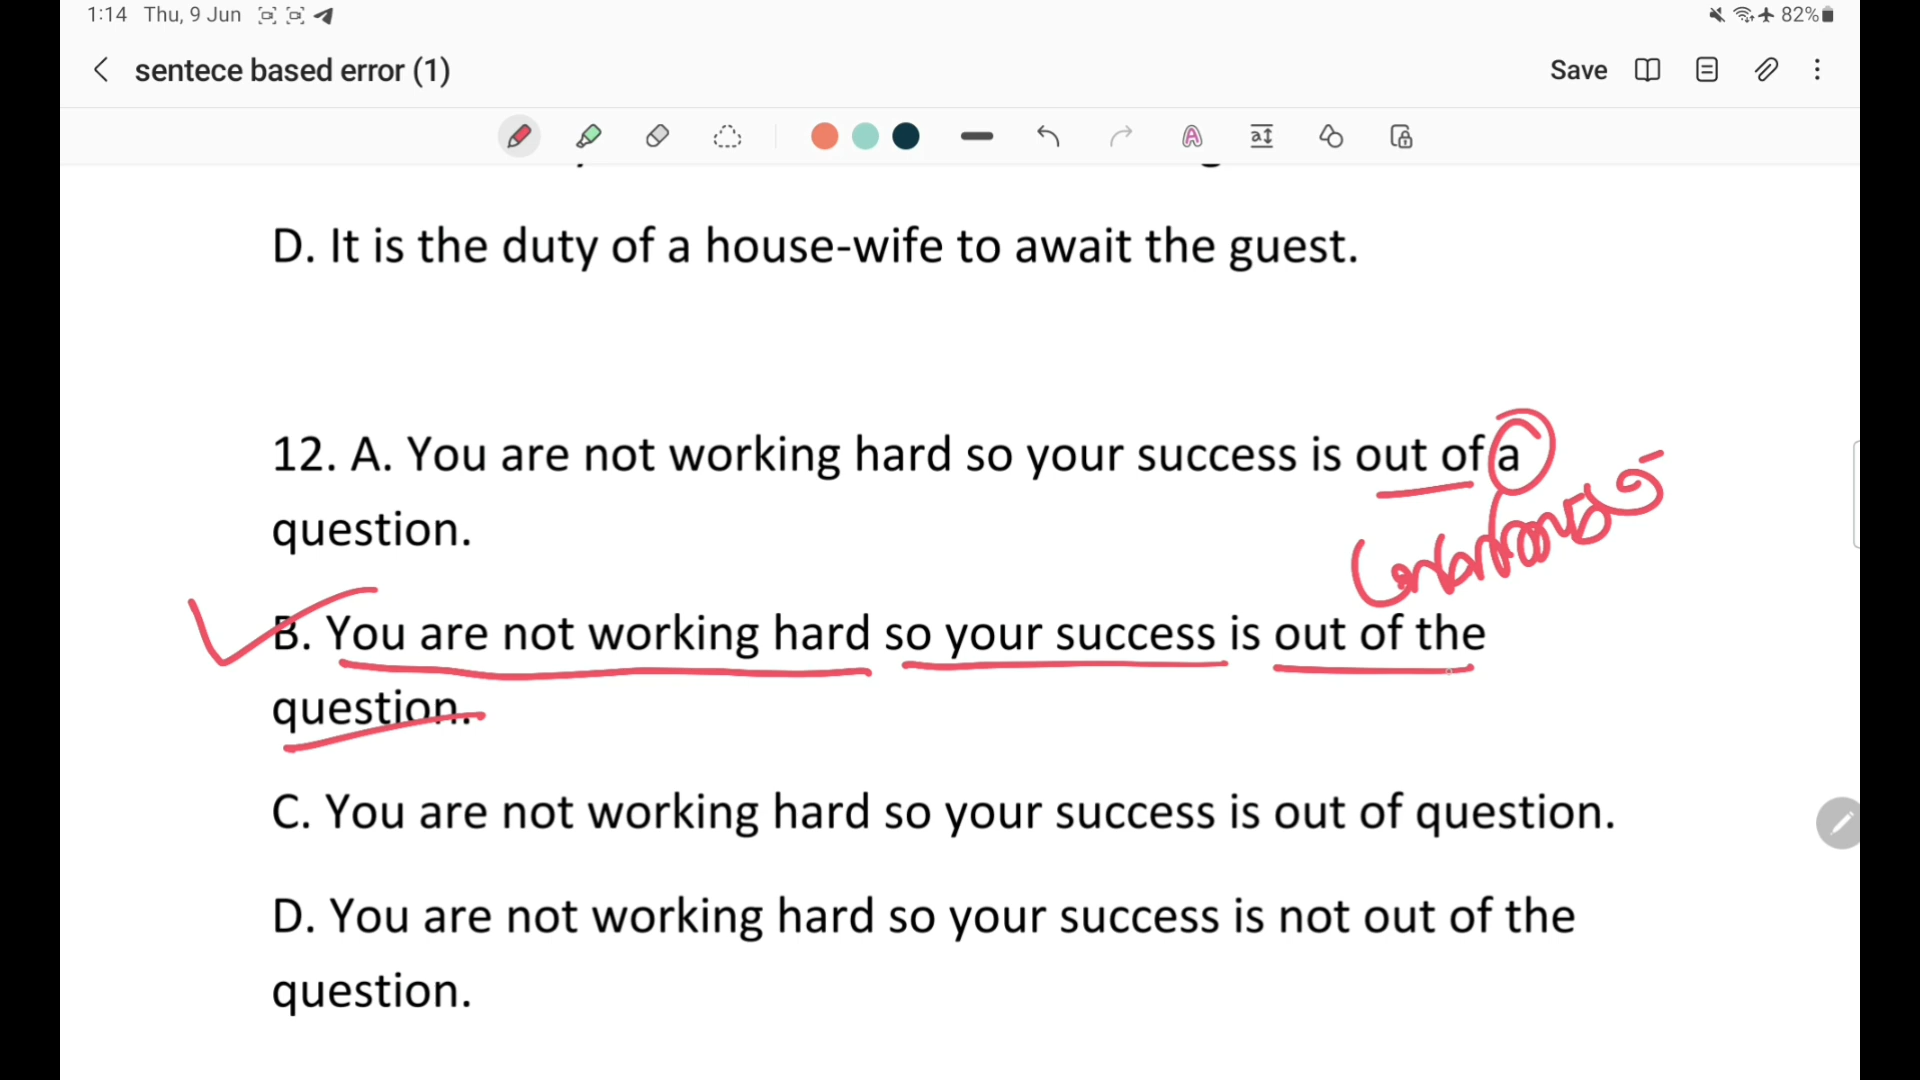 1:14 Thu, 9 Jun 82%
sentece based error (1) Save
D. It is the duty of a house-wife to await the guest.
12. A. You are not working hard so your success is out of a
question.
B. You are not working hard so your success is out of the
question.
C. You are not working hard so your success is out of question.
D. You are not working hard so your success is not out of the
question.